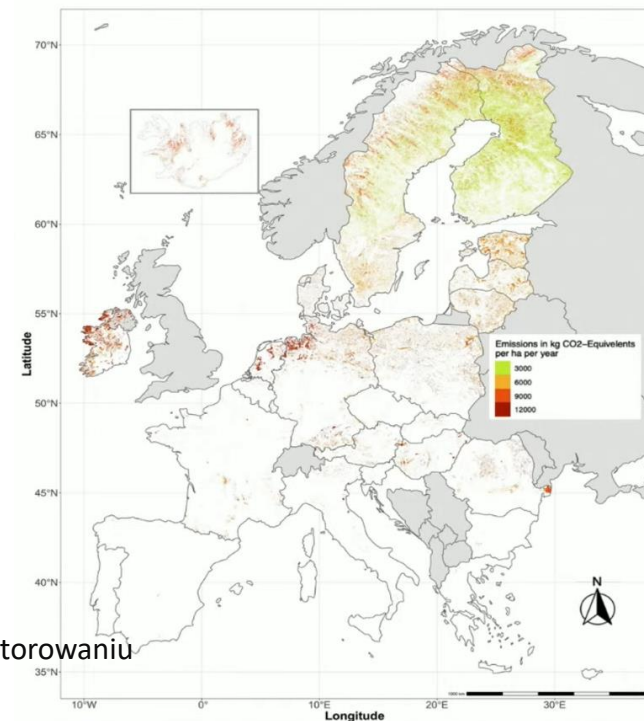 70°N
65°N
60°N
55°N
Emissions in kg CO2-Equivelents
per ha per year
3000
6000
9000
12000
Latitude
50°N
45°N
40°N
N
torowaniu
35°N
10°W
0°
10°E
20°E
30°E
Longitude